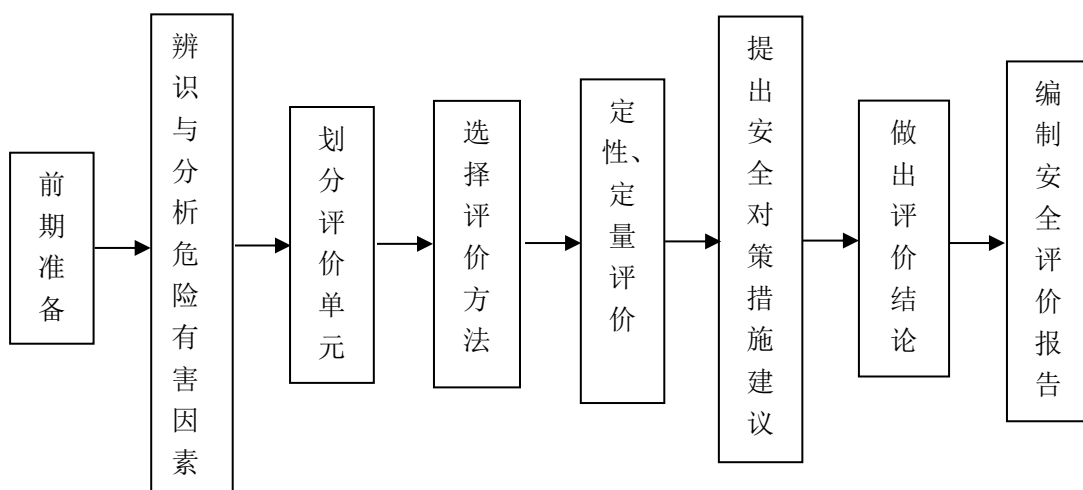 前期准备
辨识与分析危险有害因素
划分评价单元
选择评价方法
定性、定量评价
提出安全对策措施建议
做出评价结论
编制安全评价报告